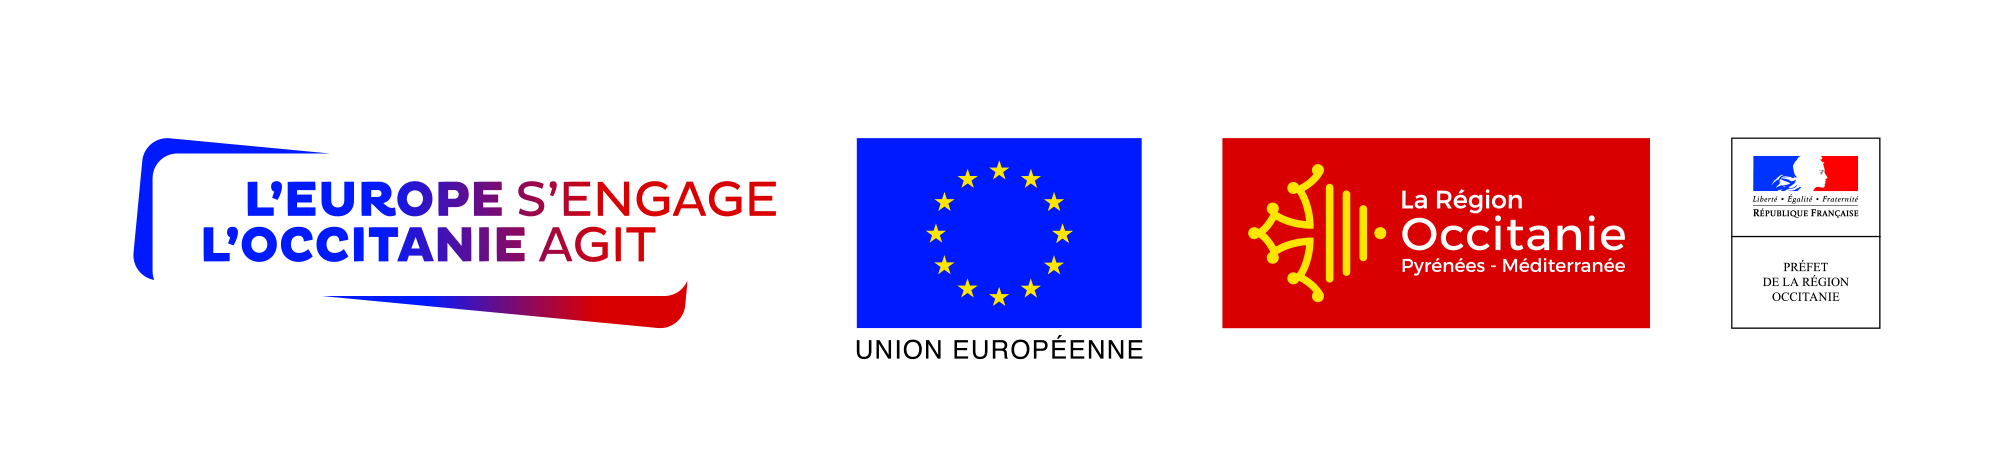 L'EUROPE S'ENGAGE
L'OCCITANIE AGIT
UNION EUROPÉENNE
La Région
Occitanie
Pyrénées - Méditerranée
Liberté • Égalité • Fraternité
RÉPUBLIQUE FRANÇAISE
PRÉFET
DE LA RÉGION
OCCITANIE